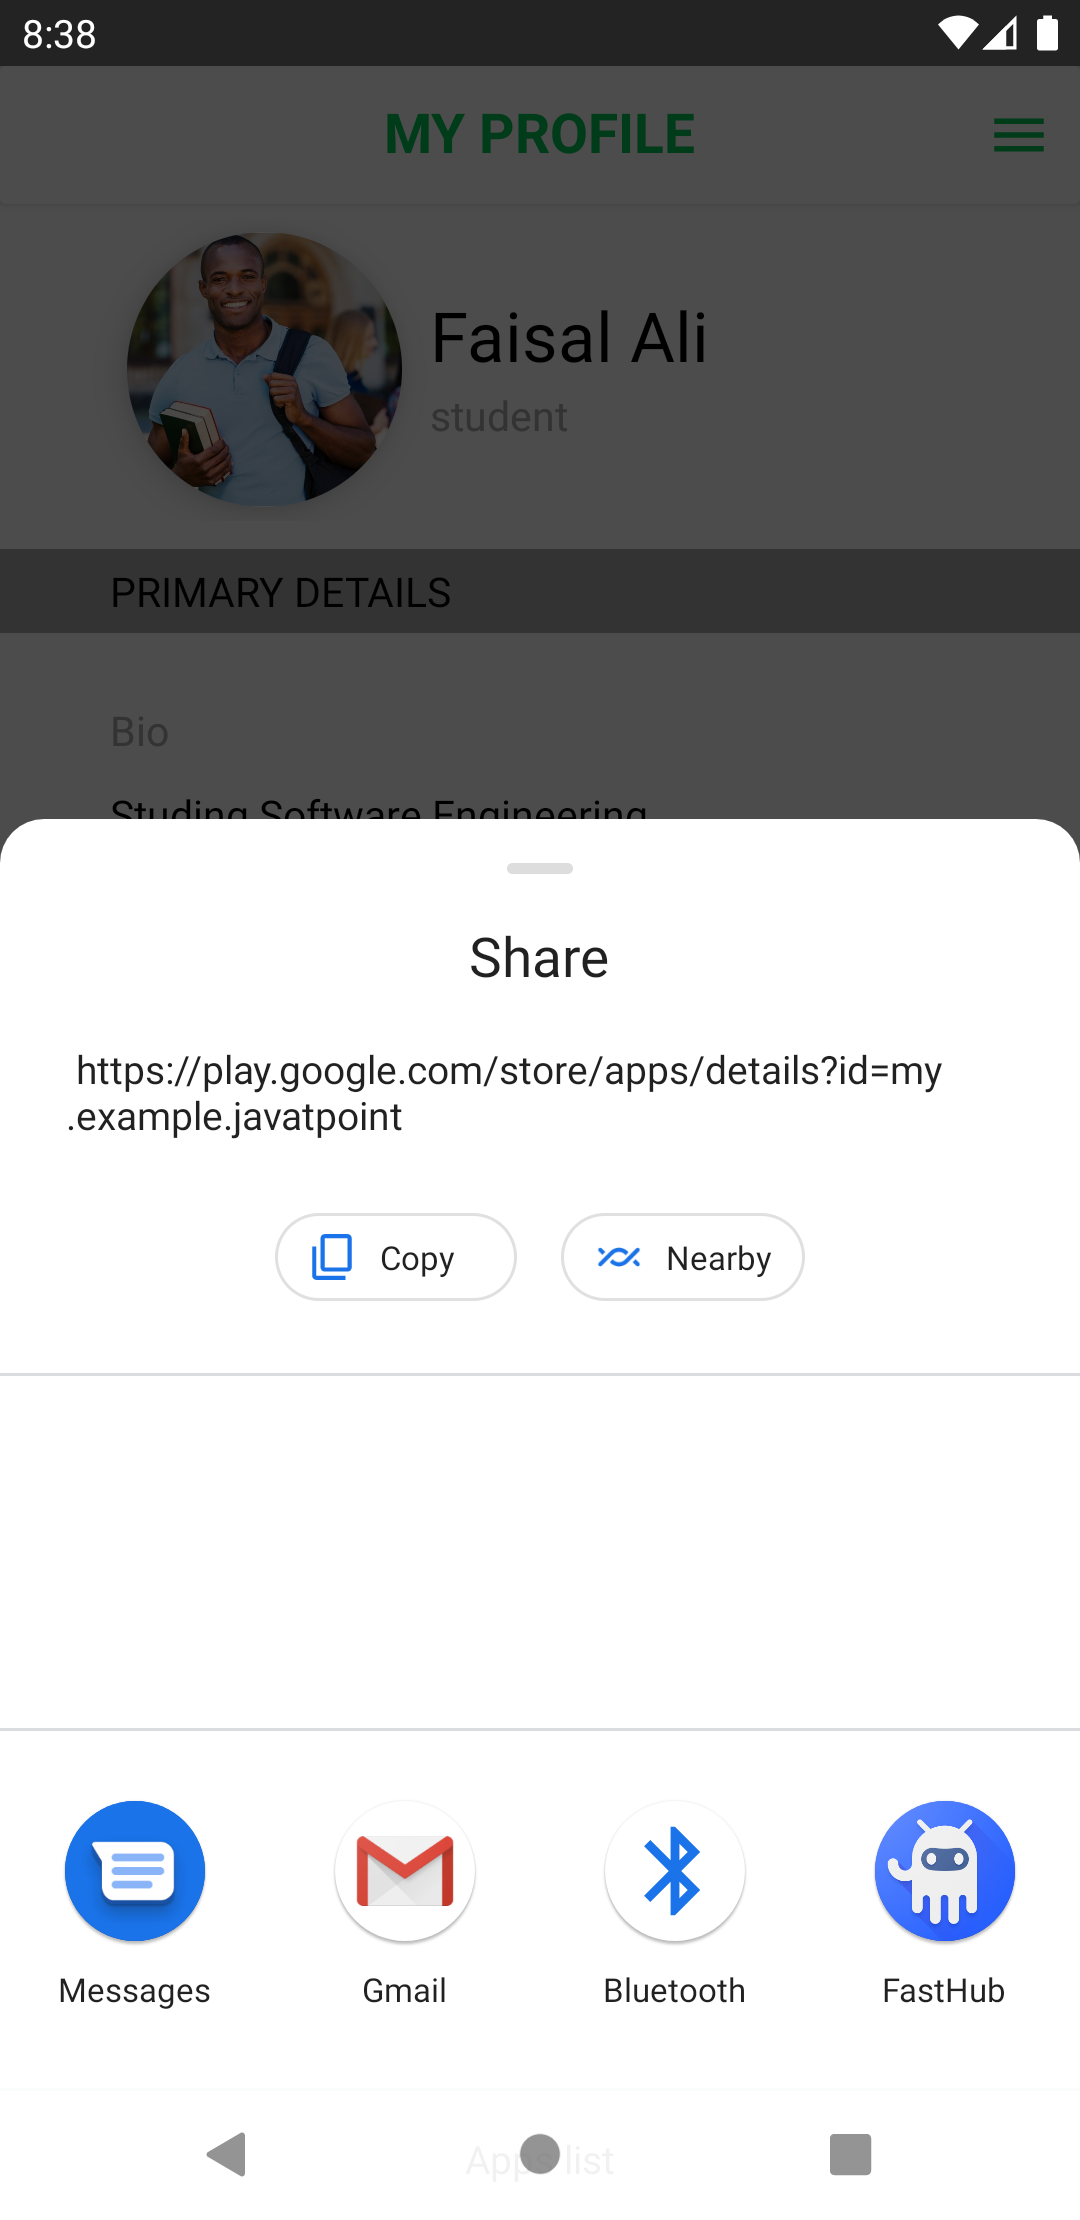 8:38
MY PROFILE
Faisal Ali
student
PRIMARY DETAILS
Bio
Studing Software Engineering
Share
https://play.google.com/store/apps/details?id=my
.example.javatpoint
Copy
Nearby
Messages
Gmail
Bluetooth
FastHub
Apps list